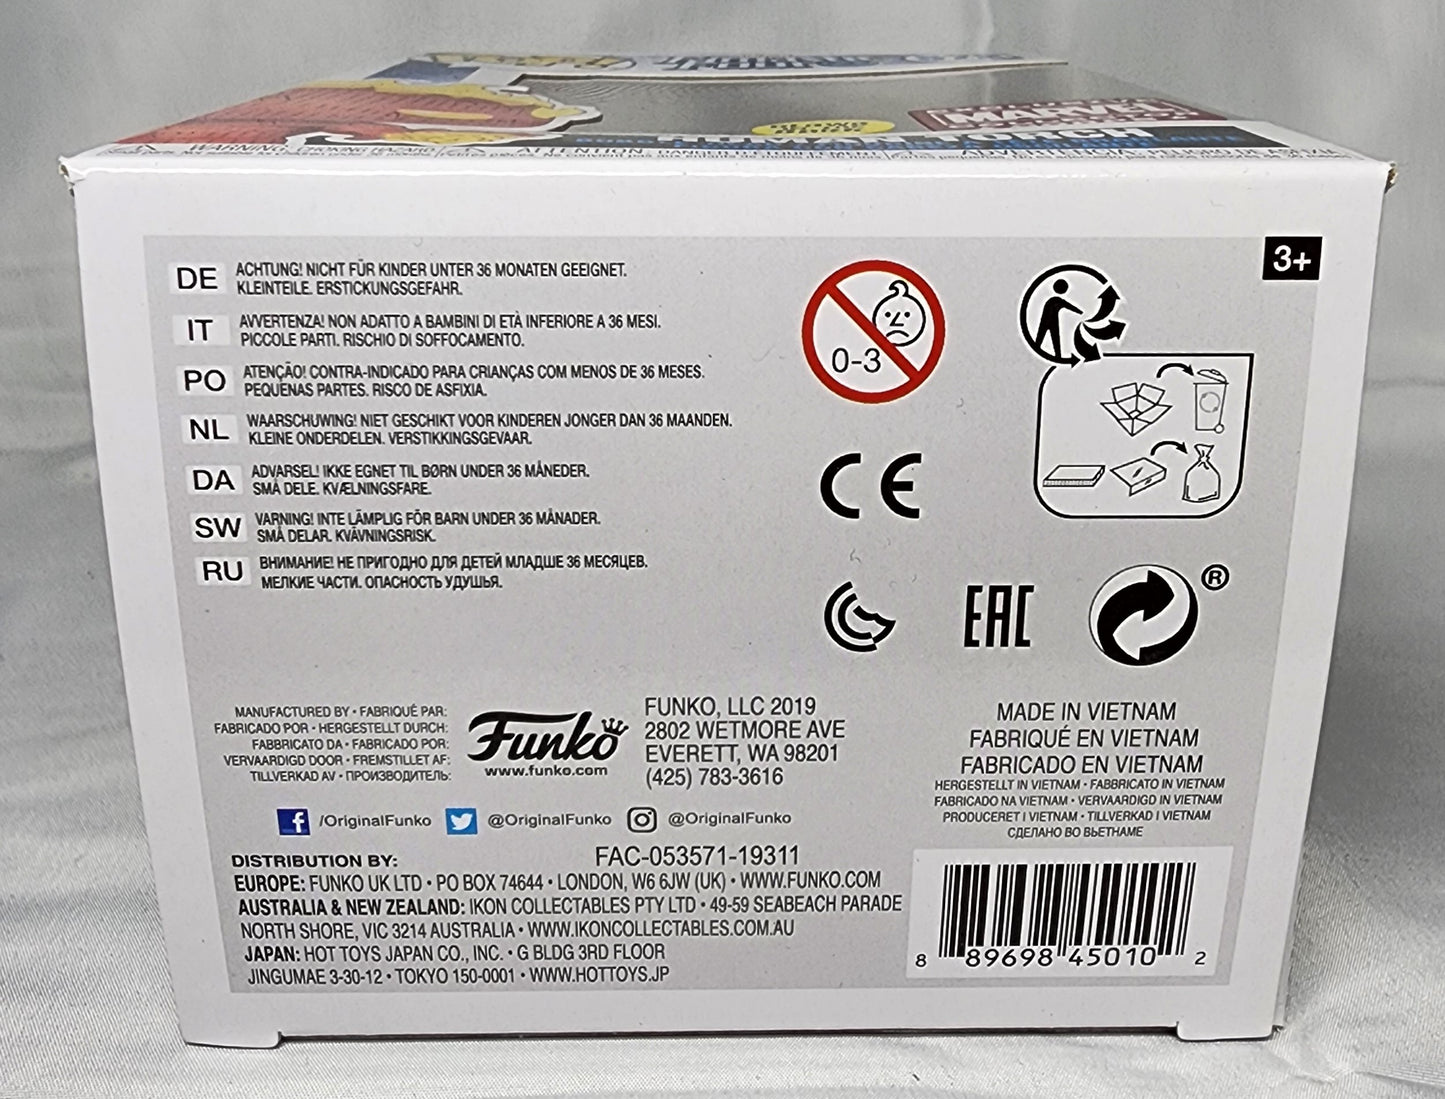 GLOWS
MARVEL
HUMAN TORCH
WARNING: CHOKING HAZARD
3+
DE ACHTUNG! NICHT FÜR KINDER UNTER 36 MONATEN GEEIGNET.
KLEINTEILE. ERSTICKUNGSGEFAHR.
IT AVVERTENZA! NON ADATTO A BAMBINI DI ETÀ INFERIORE A 36 MESI.
PICCOLE PARTI. RISCHIO DI SOFFOCAMENTO.
PO ATENÇÃO! CONTRA-INDICADO PARA CRIANÇAS COM MENOS DE 36 MESES.
PEQUENAS PARTES. RISCO DE ASFIXIA.
NL WAARSCHUWING! NIET GESCHIKT VOOR KINDEREN JONGER DAN 36 MAANDEN.
KLEINE ONDERDELEN. VERSTIKKINGSGEVAAR.
DA ADVARSEL! IKKE EGNET TIL BØRN UNDER 36 MÅNEDER.
SMÅ DELE. KVÆLNINGSFARE.
SW VARNING! INTE LÄMPLIG FÖR BARN UNDER 36 MÅNADER.
SMÅ DELAR. KVÄVNINGSRISK.
RU ВНИМАНИЕ! НЕ ПРИГОДНО ДЛЯ ДЕТЕЙ МЛАДШЕ 36 МЕСЯЦЕВ.
МЕЛКИЕ ЧАСТИ. ОПАСНОСТЬ УДУШЬЯ.
0-3
CE
EAC
®
MANUFACTURED BY • FABRIQUÉ PAR:
FABRICADO POR • HERGESTELLT DURCH:
FABBRICATO DA • FABRICADO POR:
VERVAARDIGD DOOR • FREMSTILLET AF:
TILLVERKAD AV • ПРОИЗВОДИТЕЛЬ:
Funko
www.funko.com
FUNKO, LLC 2019
2802 WETMORE AVE
EVERETT, WA 98201
(425) 783-3616
MADE IN VIETNAM
FABRIQUÉ EN VIETNAM
FABRICADO EN VIETNAM
HERGESTELLT IN VIETNAM • FABBRICATO IN VIETNAM
FABRICADO NA VIETNAM • VERVAARDIGD IN VIETNAM
PRODUCERET I VIETNAM • TILLVERKAD I VIETNAM
СДЕЛАНО ВО ВЬЕТНАМЕ
/OriginalFunko @OriginalFunko @OriginalFunko
DISTRIBUTION BY: FAC-053571-19311
EUROPE: FUNKO UK LTD • PO BOX 74644 • LONDON, W6 6JW (UK) • WWW.FUNKO.COM
AUSTRALIA & NEW ZEALAND: IKON COLLECTABLES PTY LTD • 49-59 SEABEACH PARADE
NORTH SHORE, VIC 3214 AUSTRALIA • WWW.IKONCOLLECTABLES.COM.AU
JAPAN: HOT TOYS JAPAN CO., INC. • G BLDG 3RD FLOOR
JINGUMAE 3-30-12 • TOKYO 150-0001 • WWW.HOTTOYS.JP
8 89698 45010 2